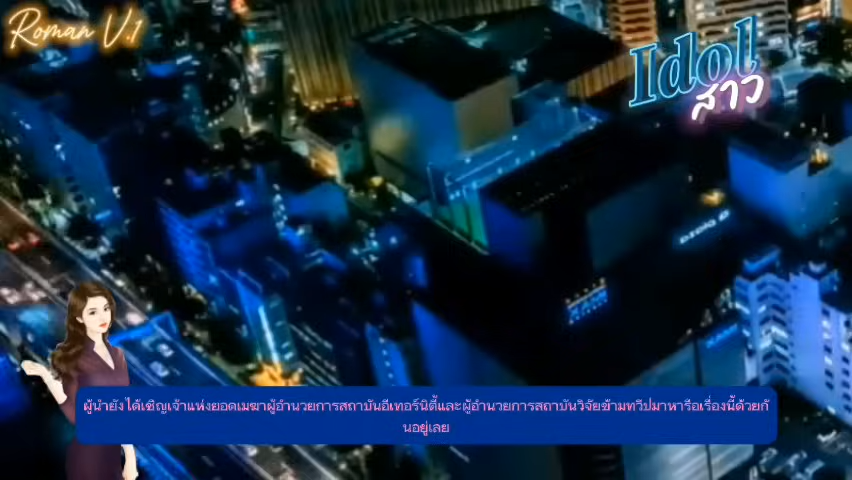 Roman V.1
Idol
สาว
ผู้นำยังได้เชิญเจ้าแห่งยอดเมฆาผู้อำนวยการสถาบันอีเทอร์นิตี้และผู้อำนวยการสถาบันวิจัยข้ามทวีปมาหารือเรื่องนี้ด้วยกั
นอยู่เลย